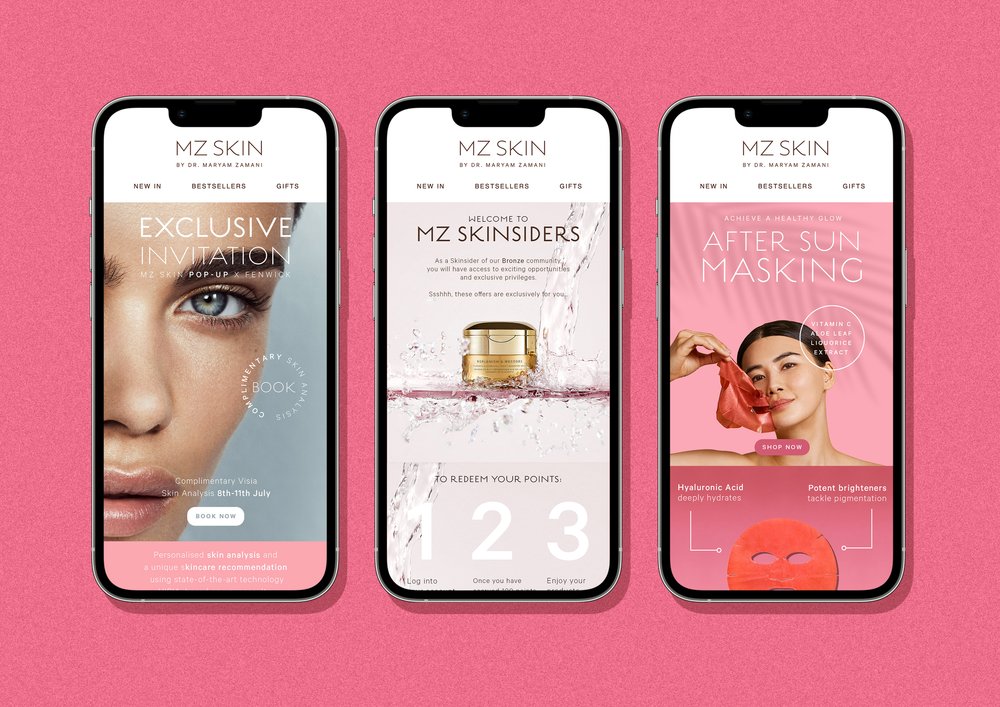 MZ SKIN
BY DR. MARYAM ZAMANI
NEW IN BESTSELLERS GIFTS
EXCLUSIVE
INVITATION
MZ SKIN POP-UP X FENWICK
COMPLIMENTARY SKIN ANALYSIS
BOOK
Complimentary Visia
Skin Analysis 8th-11th July
BOOK NOW
Personalised skin analysis and
a unique skincare recommendation
using state-of-the-art technology
MZ SKIN
BY DR. MARYAM ZAMANI
NEW IN BESTSELLERS GIFTS
WELCOME TO
MZ SKINSIDERS
As a Skinsider of our Bronze community,
you will have access to exciting opportunities
and exclusive privileges.
Ssshhh, these offers are exclusively for you.
REPLENISH & RESTORE
TO REDEEM YOUR POINTS:
1 2 3
Log into Once you have Enjoy your
MZ SKIN
BY DR. MARYAM ZAMANI
NEW IN BESTSELLERS GIFTS
ACHIEVE A HEALTHY GLOW
AFTER SUN
MASKING
VITAMIN C
ALOE LEAF
LIQUORICE
EXTRACT
SHOP NOW
Hyaluronic Acid
deeply hydrates
Potent brighteners
tackle pigmentation